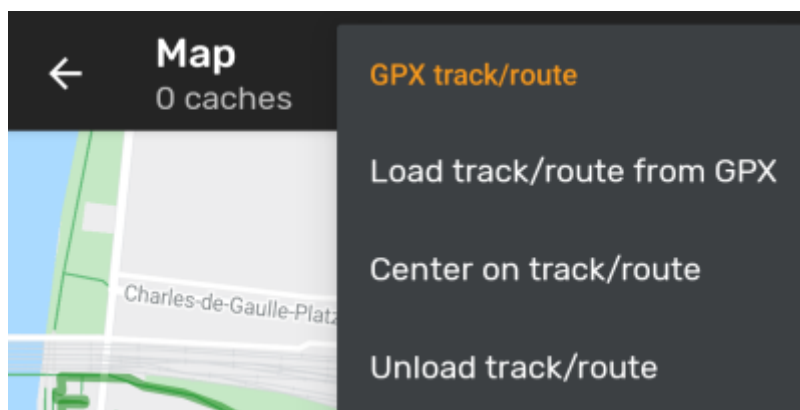 Map
0 caches
GPX track/route
Load track/route from GPX
Center on track/route
Unload track/route
Charles-de-Gaulle-Platz